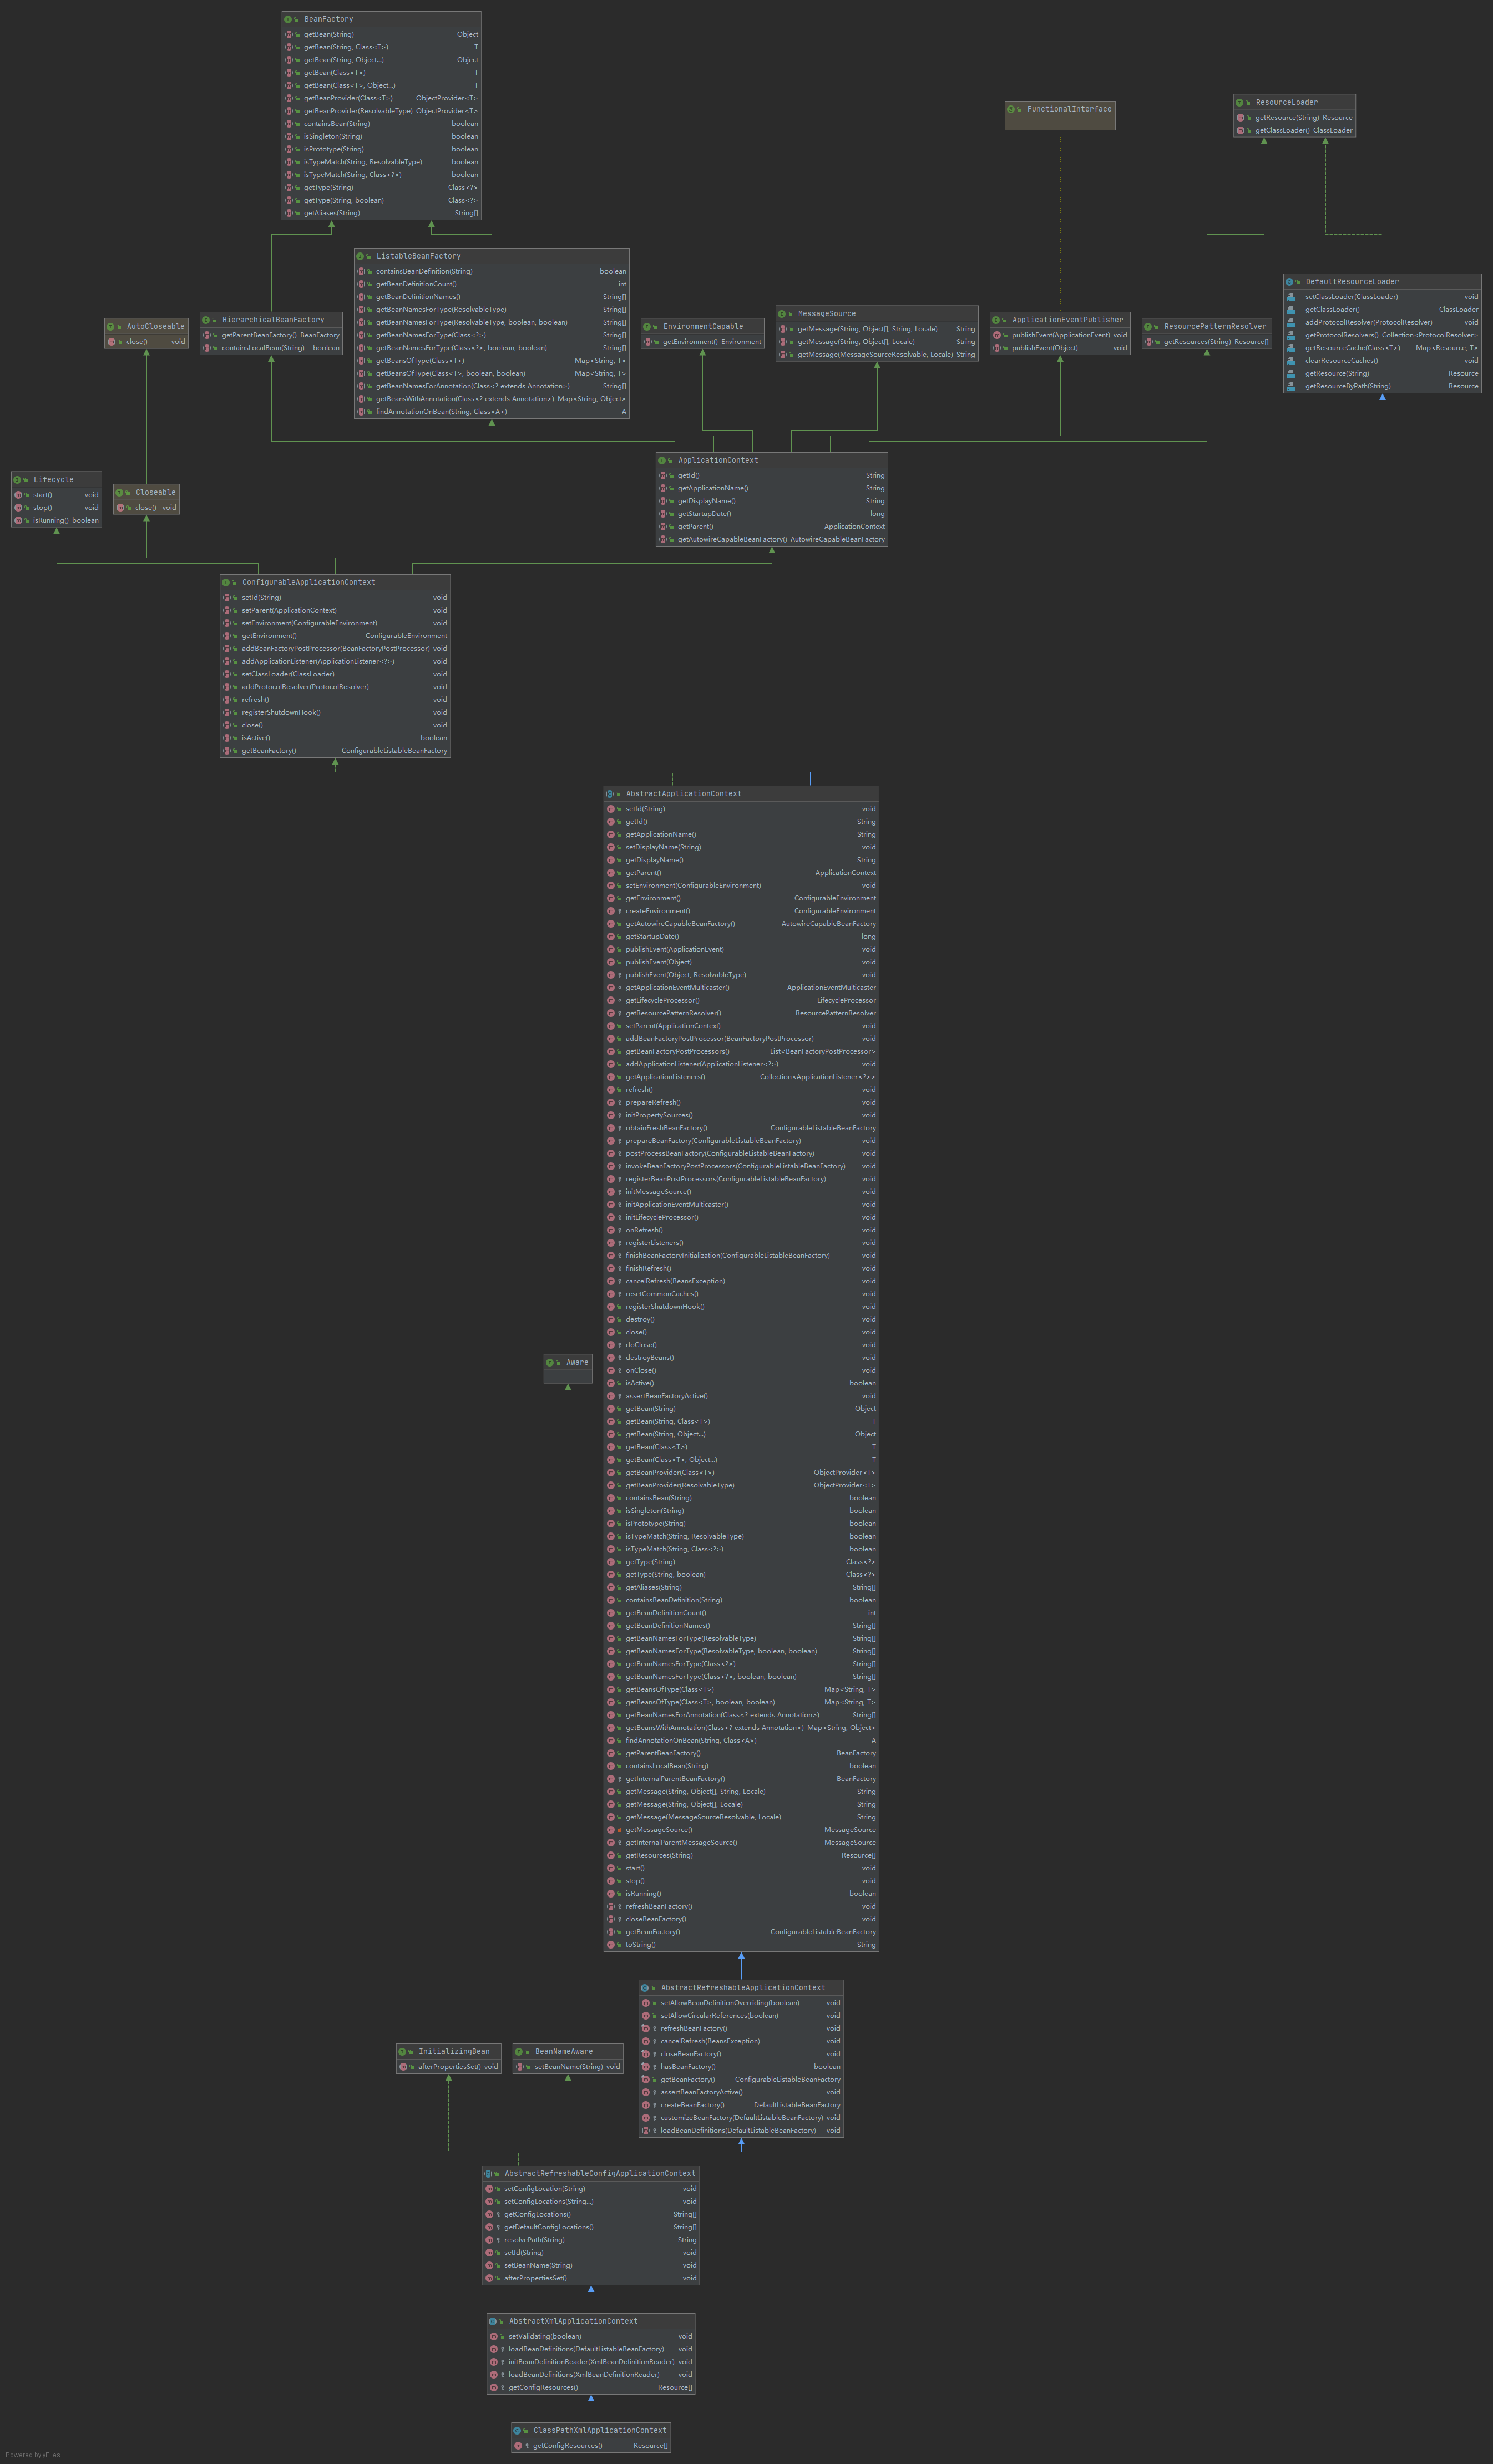 BeanFactory
getBean(String) Object
getBean(String, Class<T>) T
getBean(String, Object...) Object
getBean(Class<T>) T
getBean(Class<T>, Object...) T
getBeanProvider(Class<T>) ObjectProvider<T>
getBeanProvider(ResolvableType) ObjectProvider<T>
containsBean(String) boolean
isSingleton(String) boolean
isPrototype(String) boolean
isTypeMatch(String, ResolvableType) boolean
isTypeMatch(String, Class<?>) boolean
getType(String) Class<?>
getType(String, boolean) Class<?>
getAliases(String) String[]
FunctionalInterface
ResourceLoader
getResource(String) Resource
getClassLoader() ClassLoader
ListableBeanFactory
containsBeanDefinition(String) boolean
getBeanDefinitionCount() int
getBeanDefinitionNames() String[]
getBeanNamesForType(ResolvableType) String[]
getBeanNamesForType(ResolvableType, boolean, boolean) String[]
getBeanNamesForType(Class<?>) String[]
getBeanNamesForType(Class<?>, boolean, boolean) String[]
getBeansOfType(Class<T>) Map<String, T>
getBeansOfType(Class<T>, boolean, boolean) Map<String, T>
getBeanNamesForAnnotation(Class<? extends Annotation>) String[]
getBeansWithAnnotation(Class<? extends Annotation>) Map<String, Object>
findAnnotationOnBean(String, Class<A>) A
DefaultResourceLoader
setClassLoader(ClassLoader) void
getClassLoader() ClassLoader
addProtocolResolver(ProtocolResolver) void
getProtocolResolvers() Collection<ProtocolResolver>
getResourceCache(Class<T>) Map<Resource, T>
clearResourceCaches() void
getResource(String) Resource
getResourceByPath(String) Resource
AutoCloseable
close() void
HierarchicalBeanFactory
getParentBeanFactory() BeanFactory
containsLocalBean(String) boolean
EnvironmentCapable
getEnvironment() Environment
MessageSource
getMessage(String, Object[], String, Locale) String
getMessage(String, Object[], Locale) String
getMessage(MessageSourceResolvable, Locale) String
ApplicationEventPublisher
publishEvent(ApplicationEvent) void
publishEvent(Object) void
ResourcePatternResolver
getResources(String) Resource[]
ApplicationContext
getId() String
getApplicationName() String
getDisplayName() String
getStartupDate() long
getParent() ApplicationContext
getAutowireCapableBeanFactory() AutowireCapableBeanFactory
Lifecycle
start() void
stop() void
isRunning() boolean
Closeable
close() void
ConfigurableApplicationContext
setId(String) void
setParent(ApplicationContext) void
setEnvironment(ConfigurableEnvironment) void
getEnvironment() ConfigurableEnvironment
addBeanFactoryPostProcessor(BeanFactoryPostProcessor) void
addApplicationListener(ApplicationListener<?>) void
setClassLoader(ClassLoader) void
addProtocolResolver(ProtocolResolver) void
refresh() void
registerShutdownHook() void
close() void
isActive() boolean
getBeanFactory() ConfigurableListableBeanFactory
AbstractApplicationContext
setId(String) void
getId() String
getApplicationName() String
setDisplayName(String) void
getDisplayName() String
getParent() ApplicationContext
setEnvironment(ConfigurableEnvironment) void
getEnvironment() ConfigurableEnvironment
createEnvironment() ConfigurableEnvironment
getAutowireCapableBeanFactory() AutowireCapableBeanFactory
getStartupDate() long
publishEvent(ApplicationEvent) void
publishEvent(Object) void
publishEvent(Object, ResolvableType) void
getApplicationEventMulticaster() ApplicationEventMulticaster
getLifecycleProcessor() LifecycleProcessor
getResourcePatternResolver() ResourcePatternResolver
setParent(ApplicationContext) void
addBeanFactoryPostProcessor(BeanFactoryPostProcessor) void
getBeanFactoryPostProcessors() List<BeanFactoryPostProcessor>
addApplicationListener(ApplicationListener<?>) void
getApplicationListeners() Collection<ApplicationListener<?>>
refresh() void
prepareRefresh() void
initPropertySources() void
obtainFreshBeanFactory() ConfigurableListableBeanFactory
prepareBeanFactory(ConfigurableListableBeanFactory) void
postProcessBeanFactory(ConfigurableListableBeanFactory) void
invokeBeanFactoryPostProcessors(ConfigurableListableBeanFactory) void
registerBeanPostProcessors(ConfigurableListableBeanFactory) void
initMessageSource() void
initApplicationEventMulticaster() void
initLifecycleProcessor() void
onRefresh() void
registerListeners() void
finishBeanFactoryInitialization(ConfigurableListableBeanFactory) void
finishRefresh() void
cancelRefresh(BeansException) void
resetCommonCaches() void
registerShutdownHook() void
destroy() void
close() void
doClose() void
destroyBeans() void
onClose() void
isActive() boolean
assertBeanFactoryActive() void
getBean(String) Object
getBean(String, Class<T>) T
getBean(String, Object...) Object
getBean(Class<T>) T
getBean(Class<T>, Object...) T
getBeanProvider(Class<T>) ObjectProvider<T>
getBeanProvider(ResolvableType) ObjectProvider<T>
containsBean(String) boolean
isSingleton(String) boolean
isPrototype(String) boolean
isTypeMatch(String, ResolvableType) boolean
isTypeMatch(String, Class<?>) boolean
getType(String) Class<?>
getType(String, boolean) Class<?>
getAliases(String) String[]
containsBeanDefinition(String) boolean
getBeanDefinitionCount() int
getBeanDefinitionNames() String[]
getBeanNamesForType(ResolvableType) String[]
getBeanNamesForType(ResolvableType, boolean, boolean) String[]
getBeanNamesForType(Class<?>) String[]
getBeanNamesForType(Class<?>, boolean, boolean) String[]
getBeansOfType(Class<T>) Map<String, T>
getBeansOfType(Class<T>, boolean, boolean) Map<String, T>
getBeanNamesForAnnotation(Class<? extends Annotation>) String[]
getBeansWithAnnotation(Class<? extends Annotation>) Map<String, Object>
findAnnotationOnBean(String, Class<A>) A
getParentBeanFactory() BeanFactory
containsLocalBean(String) boolean
getInternalParentBeanFactory() BeanFactory
getMessage(String, Object[], String, Locale) String
getMessage(String, Object[], Locale) String
getMessage(MessageSourceResolvable, Locale) String
getMessageSource() MessageSource
getInternalParentMessageSource() MessageSource
getResources(String) Resource[]
start() void
stop() void
isRunning() boolean
refreshBeanFactory() void
closeBeanFactory() void
getBeanFactory() ConfigurableListableBeanFactory
toString() String
Aware
AbstractRefreshableApplicationContext
setAllowBeanDefinitionOverriding(boolean) void
setAllowCircularReferences(boolean) void
refreshBeanFactory() void
cancelRefresh(BeansException) void
closeBeanFactory() void
hasBeanFactory() boolean
getBeanFactory() ConfigurableListableBeanFactory
assertBeanFactoryActive() void
createBeanFactory() DefaultListableBeanFactory
customizeBeanFactory(DefaultListableBeanFactory) void
loadBeanDefinitions(DefaultListableBeanFactory) void
InitializingBean
afterPropertiesSet() void
BeanNameAware
setBeanName(String) void
AbstractRefreshableConfigApplicationContext
setConfigLocation(String) void
setConfigLocations(String...) void
getConfigLocations() String[]
getDefaultConfigLocations() String[]
resolvePath(String) String
setId(String) void
setBeanName(String) void
afterPropertiesSet() void
AbstractXmlApplicationContext
setValidating(boolean) void
loadBeanDefinitions(DefaultListableBeanFactory) void
initBeanDefinitionReader(XmlBeanDefinitionReader) void
loadBeanDefinitions(XmlBeanDefinitionReader) void
getConfigResources() Resource[]
ClassPathXmlApplicationContext
getConfigResources() Resource[]
Powered by yFiles